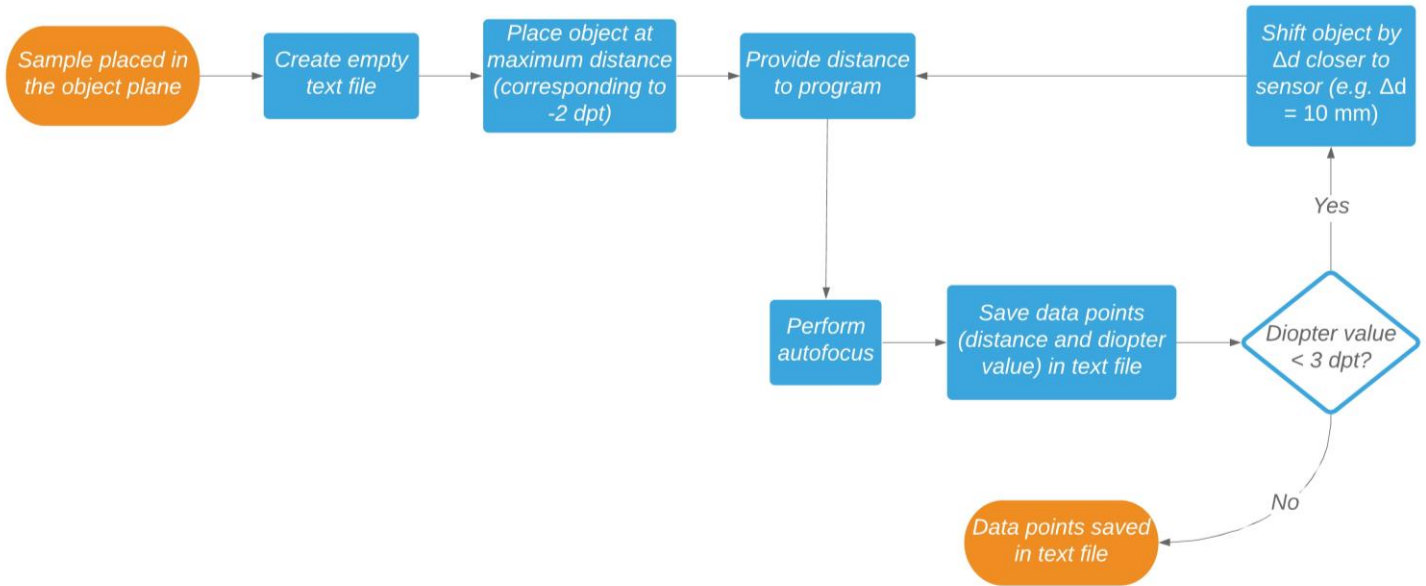 Sample placed in
the object plane
Create empty
text file
Place object at
maximum distance
(corresponding to
-2 dpt)
Provide distance
to program
Shift object by
Δd closer to
sensor (e.g. Δd
= 10 mm)
Yes
Perform
autofocus
Save data points
(distance and diopter
value) in text file
Diopter value
< 3 dpt?
No
Data points saved
in text file